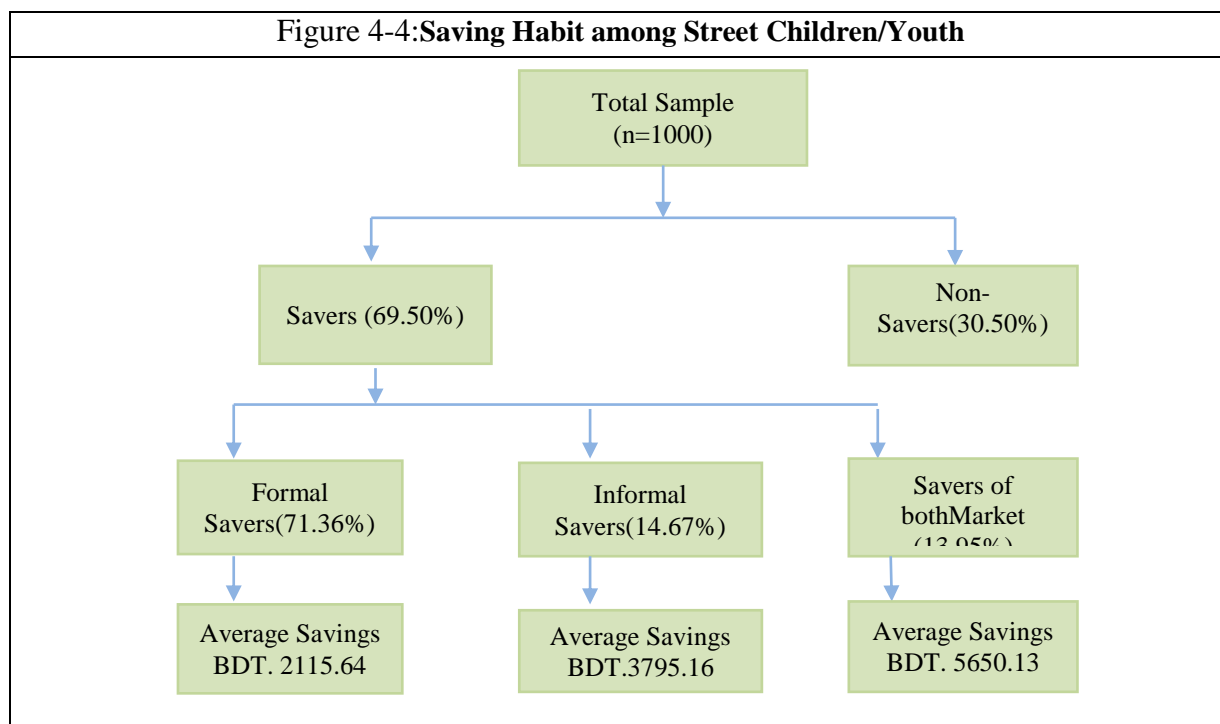 Figure 4-4:Saving Habit among Street Children/Youth
Total Sample
(n=1000)
Savers (69.50%)
Non-
Savers(30.50%)
Formal
Savers(71.36%)
Informal
Savers(14.67%)
Savers of
bothMarket
(13.95%)
Average Savings
BDT. 2115.64
Average Savings
BDT.3795.16
Average Savings
BDT. 5650.13